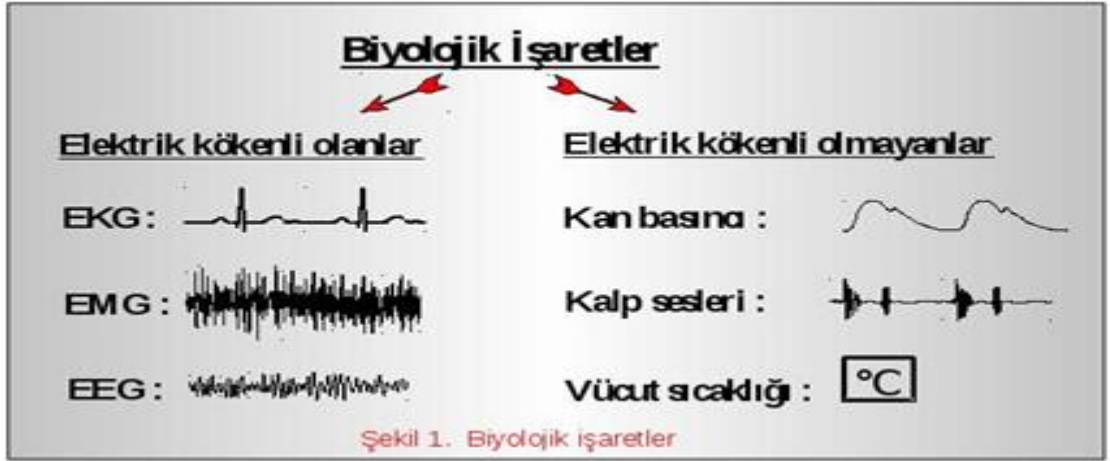 Biyolojik İşaretler
Elektrik kökenli olanlar
EKG :
EMG :
EEG :
Elektrik kökenli olmayanlar
Kan basıncı :
Kalp sesleri :
Vücut sıcaklığı : °C
Şekil 1. Biyolojik işaretler